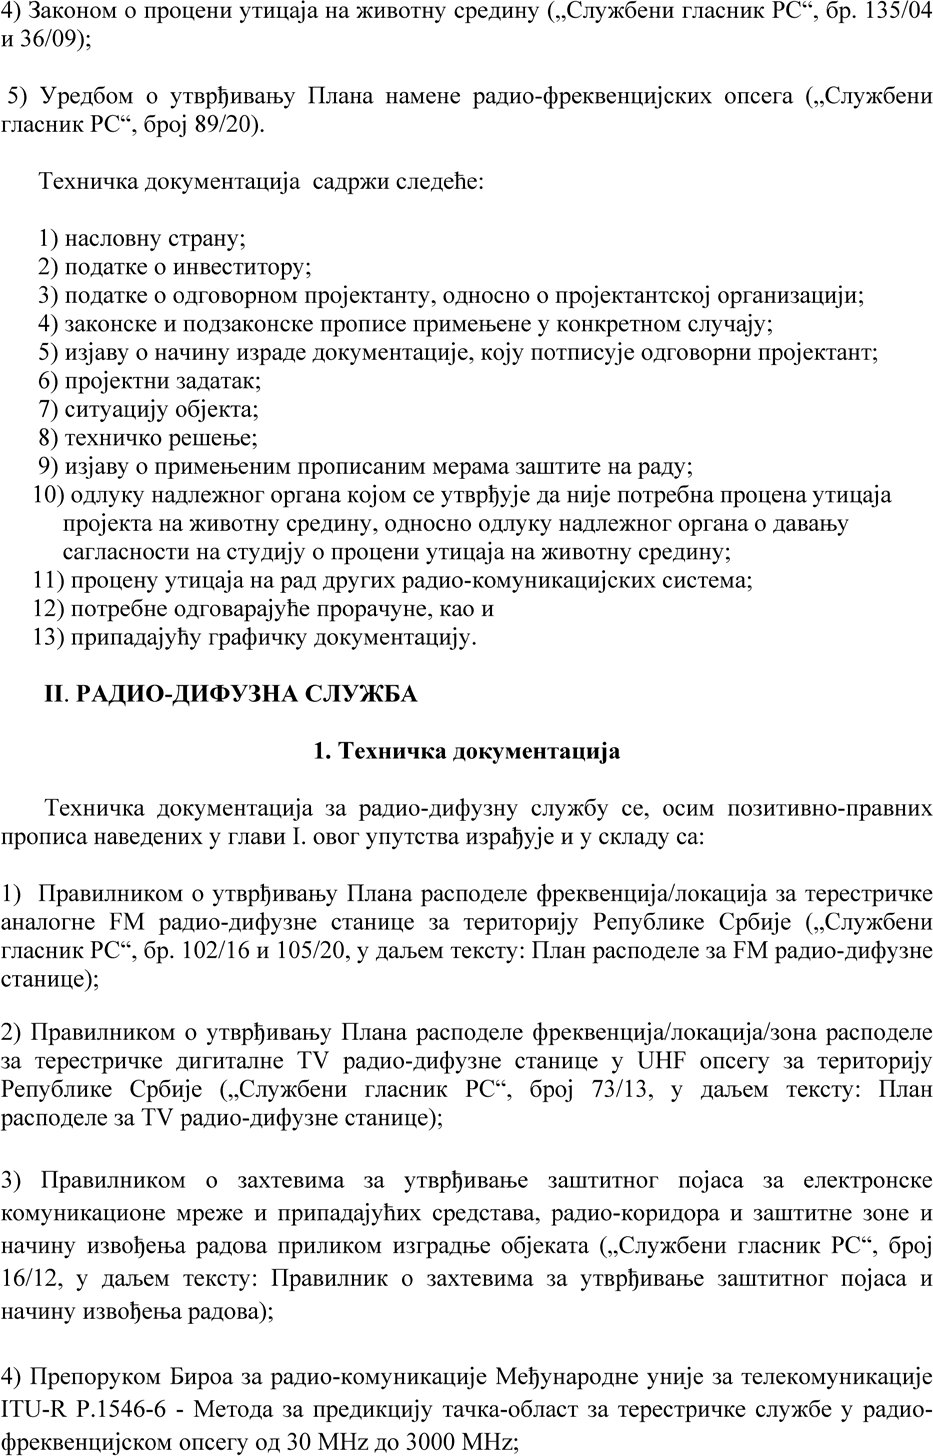 4) Законом о процени утицаја на животну средину („Службени гласник РС“, бр. 135/04
и 36/09);
5) Уредбом о утврђивању Плана намене радио-фреквенцијских опсега („Службени
гласник РС“, број 89/20).
Техничка документација садржи следеће:
1) насловну страну;
2) податке о инвеститору;
3) податке о одговорном пројектанту, односно о пројектантској организацији;
4) законске и подзаконске прописе примењене у конкретном случају;
5) изјаву о начину израде документације, коју потписује одговорни пројектант;
6) пројектни задатак;
7) ситуацију објекта;
8) техничко решење;
9) изјаву о примењеним прописаним мерама заштите на раду;
10) одлуку надлежног органа којом се утврђује да није потребна процена утицаја
пројекта на животну средину, односно одлуку надлежног органа о давању
сагласности на студију о процени утицаја на животну средину;
11) процену утицаја на рад других радио-комуникацијских система;
12) потребне одговарајуће прорачуне, као и
13) припадајућу графичку документацију.
II. РАДИО-ДИФУЗНА СЛУЖБА
1. Техничка документација
Техничка документација за радио-дифузну службу се, осим позитивно-правних
прописа наведених у глави I. овог упутства израђује и у складу са:
1) Правилником о утврђивању Плана расподеле фреквенција/локација за терестричке
аналогне FM радио-дифузне станице за територију Републике Србије („Службени
гласник РС“, бр. 102/16 и 105/20, у даљем тексту: План расподеле за FM радио-дифузне
станице);
2) Правилником о утврђивању Плана расподеле фреквенција/локација/зона расподеле
за терестричке дигиталне TV радио-дифузне станице у UHF опсегу за територију
Републике Србије („Службени гласник РС“, број 73/13, у даљем тексту: План
расподеле за TV радио-дифузне станице);
3) Правилником о захтевима за утврђивање заштитног појаса за електронске
комуникационе мреже и припадајућих средстава, радио-коридора и заштитне зоне и
начину извођења радова приликом изградње објеката („Службени гласник РС“, број
16/12, у даљем тексту: Правилник о захтевима за утврђивање заштитног појаса и
начину извођења радова);
4) Препоруком Бироа за радио-комуникације Међународне уније за телекомуникације
ITU-R P.1546-6 - Метода за предикцију тачка-област за терестричке службе у радио-
фреквенцијском опсегу од 30 MHz до 3000 MHz;